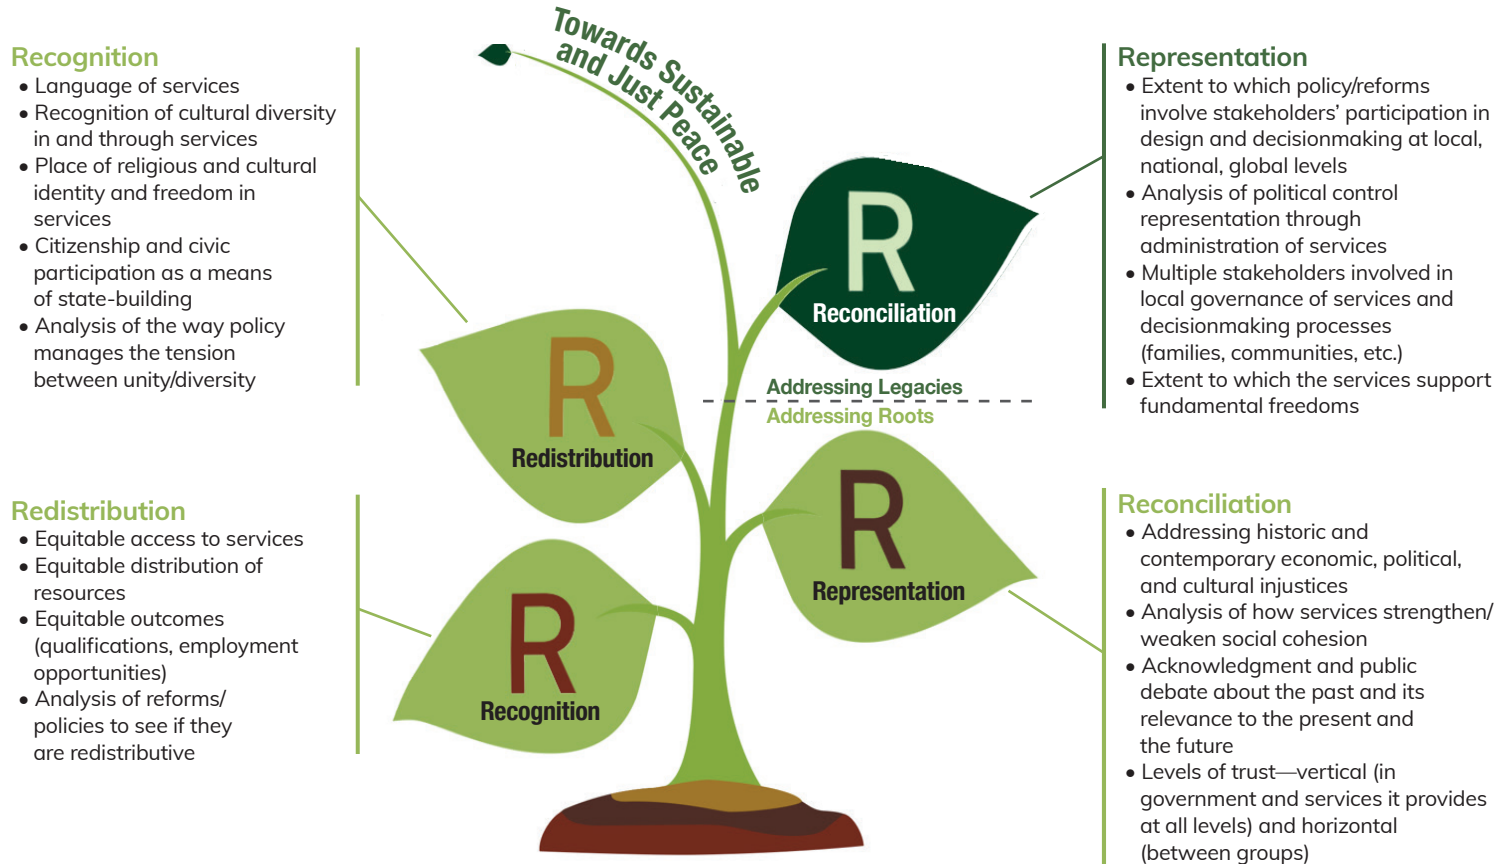 Towards Sustainable
and Just Peace
Recognition
• Language of services
• Recognition of cultural diversity
in and through services
• Place of religious and cultural
identity and freedom in
services
• Citizenship and civic
participation as a means
of state-building
• Analysis of the way policy
manages the tension
between unity/diversity
Redistribution
• Equitable access to services
• Equitable distribution of
resources
• Equitable outcomes
(qualifications, employment
opportunities)
• Analysis of reforms/
policies to see if they
are redistributive
R
Reconciliation
Addressing Legacies
Addressing Roots
R
Redistribution
R
Representation
R
Recognition
Representation
• Extent to which policy/reforms
involve stakeholders’ participation in
design and decisionmaking at local,
national, global levels
• Analysis of political control
representation through
administration of services
• Multiple stakeholders involved in
local governance of services and
decisionmaking processes
(families, communities, etc.)
• Extent to which the services support
fundamental freedoms
Reconciliation
• Addressing historic and
contemporary economic, political,
and cultural injustices
• Analysis of how services strengthen/
weaken social cohesion
• Acknowledgment and public
debate about the past and its
relevance to the present and
the future
• Levels of trust—vertical (in
government and services it provides
at all levels) and horizontal
(between groups)